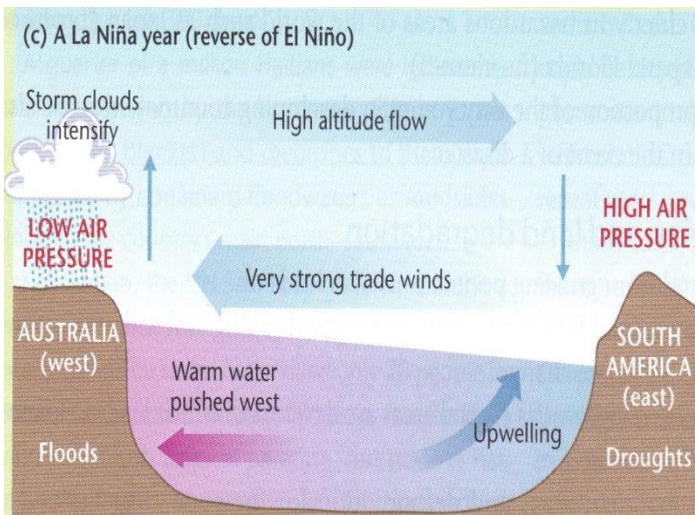 (c) A La Niña year (reverse of El Niño)
Storm clouds
intensify
High altitude flow
LOW AIR
PRESSURE
HIGH AIR
PRESSURE
Very strong trade winds
AUSTRALIA
(west)
SOUTH
AMERICA
(east)
Warm water
pushed west
Upwelling
Floods
Droughts